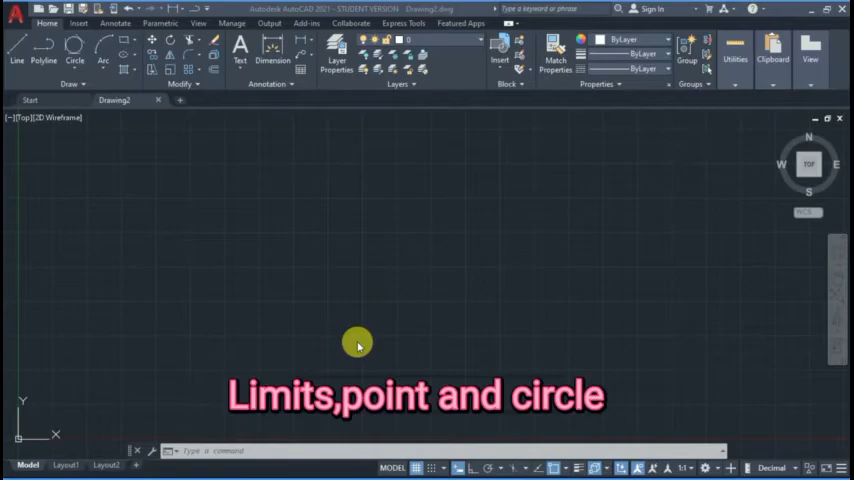 Autodesk AutoCAD 2021 - STUDENT VERSION Drawing2.dwg
Type a keyword or phrase
Sign In
Home Insert Annotate Parametric View Manage Output Add-ins Collaborate Express Tools Featured Apps
Line Polyline Circle Arc
Text Dimension
Layer Properties
0
Insert
Match Properties
ByLayer
ByLayer
ByLayer
Group
Utilities
Clipboard
View
Draw Modify Annotation Layers Block Properties Groups
Start Drawing2
[−][Top][2D Wireframe]
N
W TOP E
S
WCS
Limits,point and circle
Y
X
Type a command
Model Layout1 Layout2
MODEL 1:1 Decimal